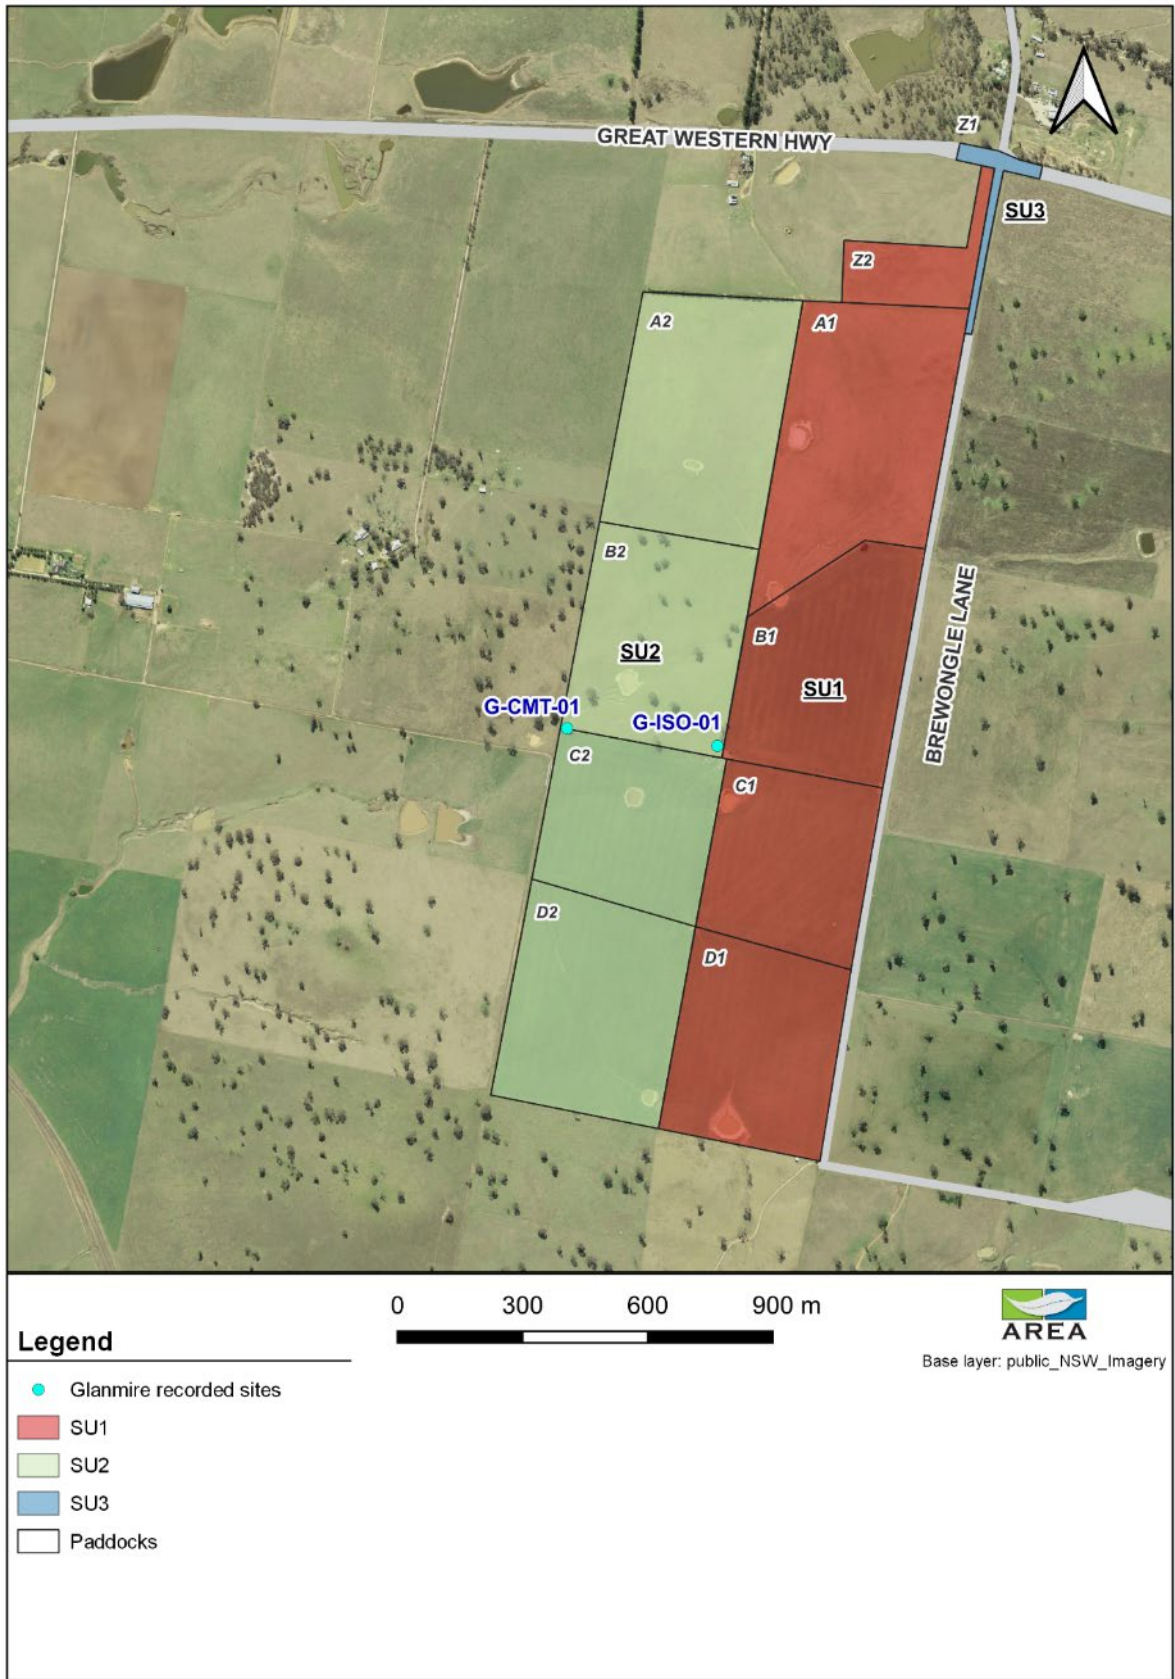 Z1
GREAT WESTERN HWY
SU3
Z2
A2
A1
B2
BREWONGLE LANE
B1
SU2
SU1
G-CMT-01
G-ISO-01
C2
C1
D2
D1
0 300 600 900 m
Legend
AREA
Base layer: public_NSW_Imagery
Glanmire recorded sites
SU1
SU2
SU3
Paddocks